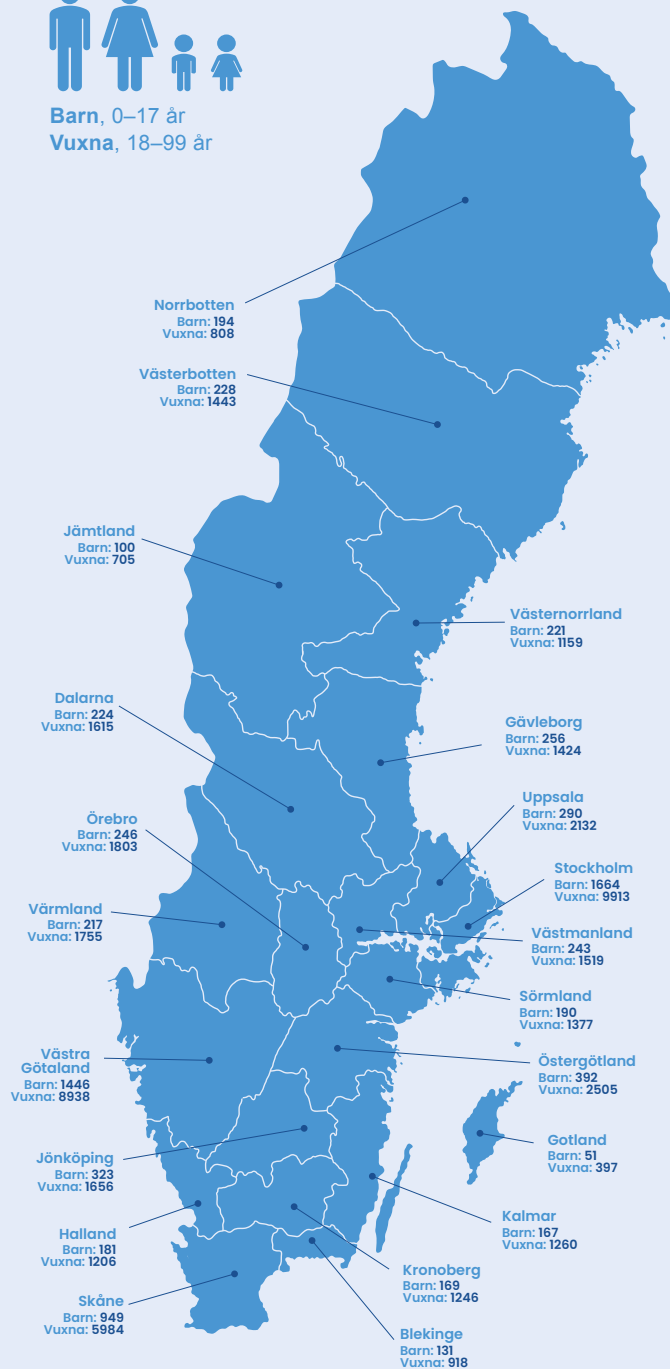 Barn, 0–17 år
Vuxna, 18–99 år
Norrbotten
Barn: 194
Vuxna: 808
Västerbotten
Barn: 228
Vuxna: 1443
Jämtland
Barn: 100
Vuxna: 705
Västernorrland
Barn: 221
Vuxna: 1159
Dalarna
Barn: 224
Vuxna: 1615
Gävleborg
Barn: 256
Vuxna: 1424
Uppsala
Barn: 290
Vuxna: 2132
Örebro
Barn: 246
Vuxna: 1803
Stockholm
Barn: 1664
Vuxna: 9913
Värmland
Barn: 217
Vuxna: 1755
Västmanland
Barn: 243
Vuxna: 1519
Sörmland
Barn: 190
Vuxna: 1377
Västra
Götaland
Barn: 1446
Vuxna: 8938
Östergötland
Barn: 392
Vuxna: 2505
Gotland
Barn: 51
Vuxna: 397
Jönköping
Barn: 323
Vuxna: 1656
Kalmar
Barn: 167
Vuxna: 1260
Halland
Barn: 181
Vuxna: 1206
Kronoberg
Barn: 169
Vuxna: 1246
Skåne
Barn: 949
Vuxna: 5984
Blekinge
Barn: 131
Vuxna: 918